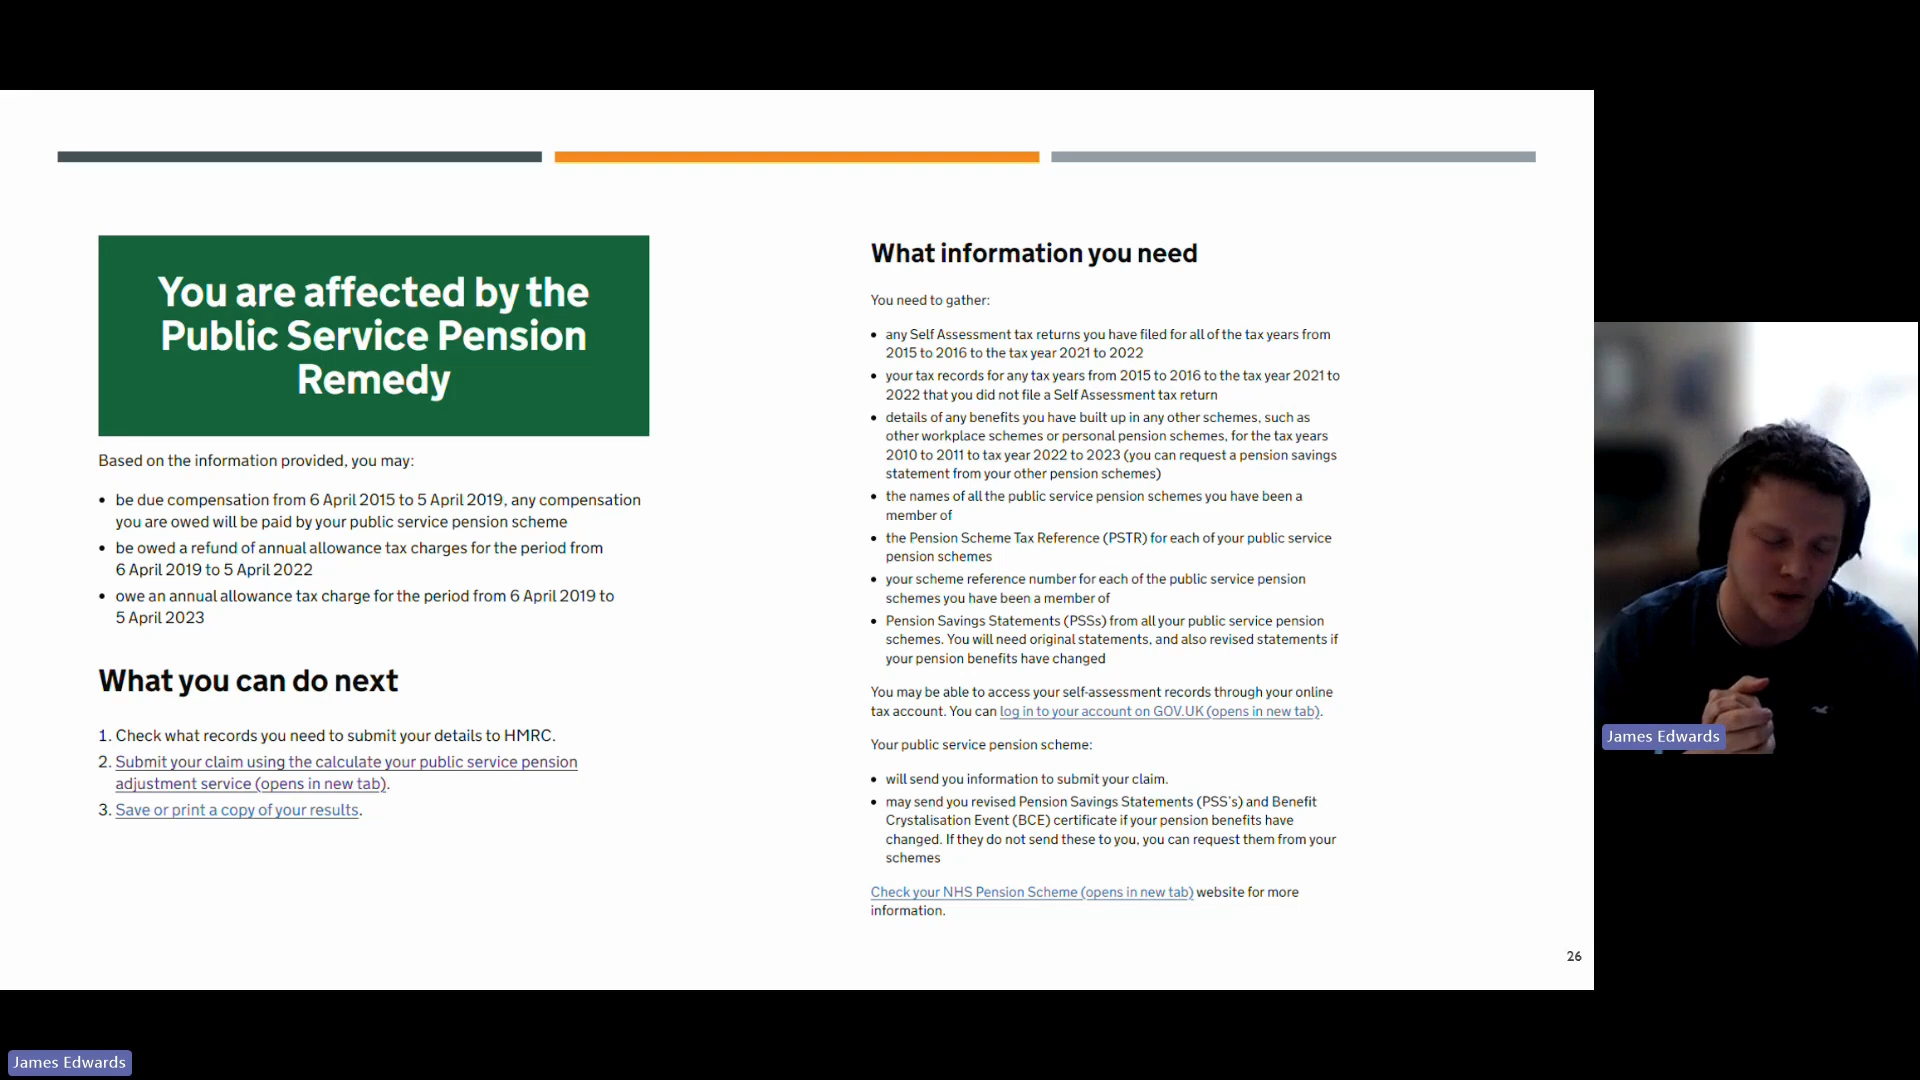 You are affected by the
Public Service Pension
Remedy
Based on the information provided, you may:
• be due compensation from 6 April 2015 to 5 April 2019, any compensation
you are owed will be paid by your public service pension scheme
• be owed a refund of annual allowance tax charges for the period from
6 April 2019 to 5 April 2022
• owe an annual allowance tax charge for the period from 6 April 2019 to
5 April 2023
What you can do next
1. Check what records you need to submit your details to HMRC.
2. Submit your claim using the calculate your public service pension
adjustment service (opens in new tab).
3. Save or print a copy of your results.
What information you need
You need to gather:
• any Self Assessment tax returns you have filed for all of the tax years from
2015 to 2016 to the tax year 2021 to 2022
• your tax records for any tax years from 2015 to 2016 to the tax year 2021 to
2022 that you did not file a Self Assessment tax return
• details of any benefits you have built up in any other schemes, such as
other workplace schemes or personal pension schemes, for the tax years
2010 to 2011 to tax year 2022 to 2023 (you can request a pension savings
statement from your other pension schemes)
• the names of all the public service pension schemes you have been a
member of
• the Pension Scheme Tax Reference (PSTR) for each of your public service
pension schemes
• your scheme reference number for each of the public service pension
schemes you have been a member of
• Pension Savings Statements (PSSs) from all your public service pension
schemes. You will need original statements, and also revised statements if
your pension benefits have changed
You may be able to access your self-assessment records through your online
tax account. You can log in to your account on GOV.UK (opens in new tab).
Your public service pension scheme:
• will send you information to submit your claim.
• may send you revised Pension Savings Statements (PSS's) and Benefit
Crystalisation Event (BCE) certificate if your pension benefits have
changed. If they do not send these to you, you can request them from your
schemes
Check your NHS Pension Scheme (opens in new tab) website for more
information.
26
James Edwards
James Edwards